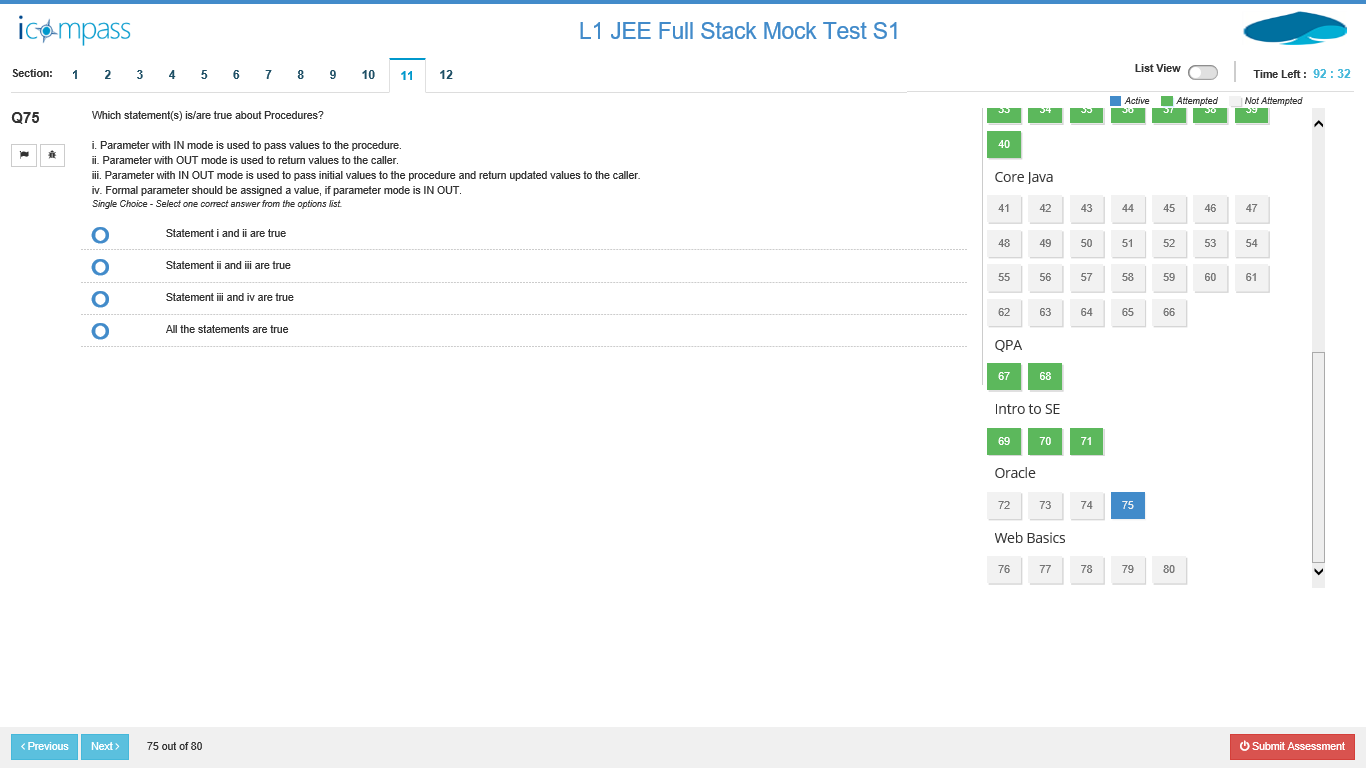 icompass
L1 JEE Full Stack Mock Test S1
Section: 1 2 3 4 5 6 7 8 9 10 11 12
List View
Time Left : 92 : 32
Active Attempted Not Attempted
Q75
Which statement(s) is/are true about Procedures?
i. Parameter with IN mode is used to pass values to the procedure.
ii. Parameter with OUT mode is used to return values to the caller.
iii. Parameter with IN OUT mode is used to pass initial values to the procedure and return updated values to the caller.
iv. Formal parameter should be assigned a value, if parameter mode is IN OUT.
Single Choice - Select one correct answer from the options list.
Statement i and ii are true
Statement ii and iii are true
Statement iii and iv are true
All the statements are true
33 34 35 36 37 38 39
40
Core Java
41 42 43 44 45 46 47
48 49 50 51 52 53 54
55 56 57 58 59 60 61
62 63 64 65 66
QPA
67 68
Intro to SE
69 70 71
Oracle
72 73 74 75
Web Basics
76 77 78 79 80
Previous
Next
75 out of 80
Submit Assessment